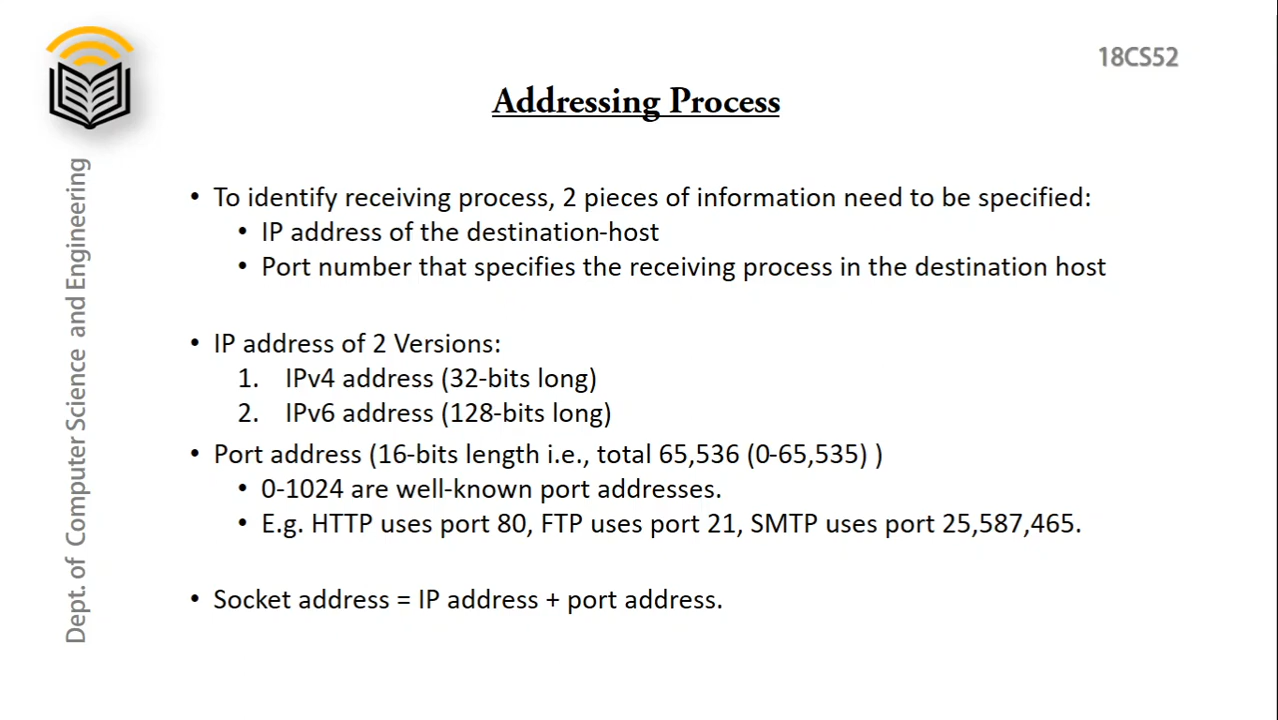 18CS52
Addressing Process
Dept. of Computer Science and Engineering
• To identify receiving process, 2 pieces of information need to be specified:
• IP address of the destination-host
• Port number that specifies the receiving process in the destination host
• IP address of 2 Versions:
1. IPv4 address (32-bits long)
2. IPv6 address (128-bits long)
• Port address (16-bits length i.e., total 65,536 (0-65,535) )
• 0-1024 are well-known port addresses.
• E.g. HTTP uses port 80, FTP uses port 21, SMTP uses port 25,587,465.
• Socket address = IP address + port address.